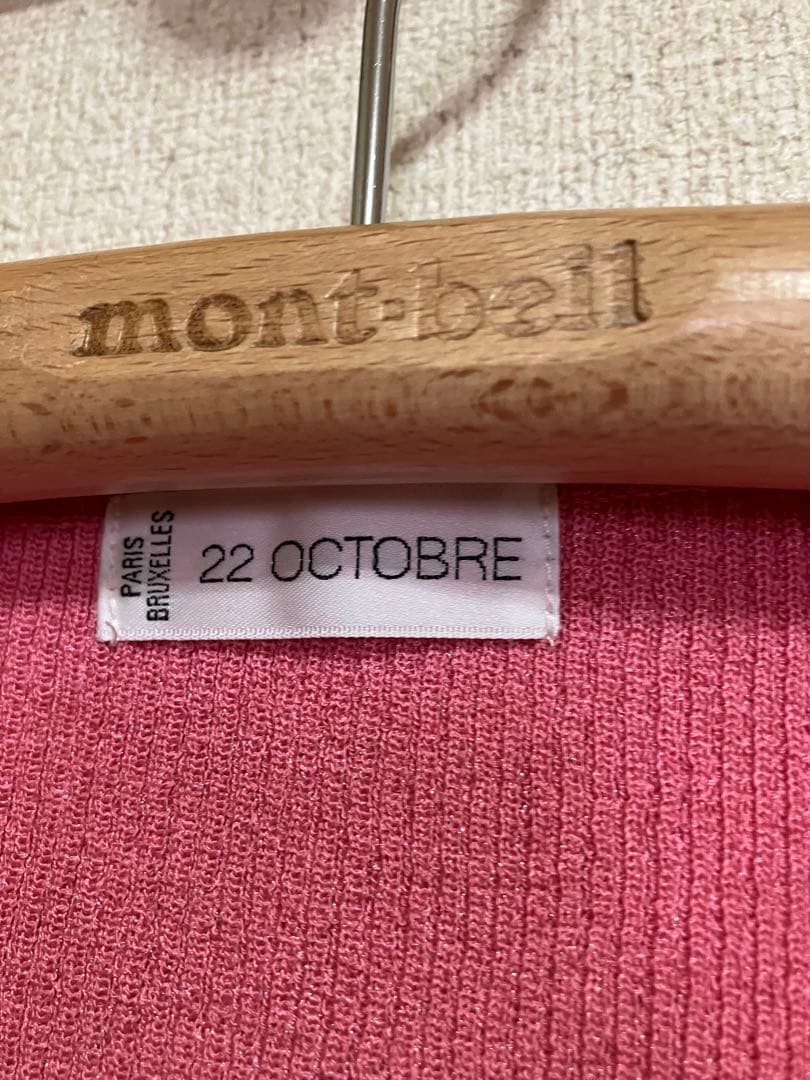 mont-bell
PARIS
BRUXELLES
22 OCTOBRE